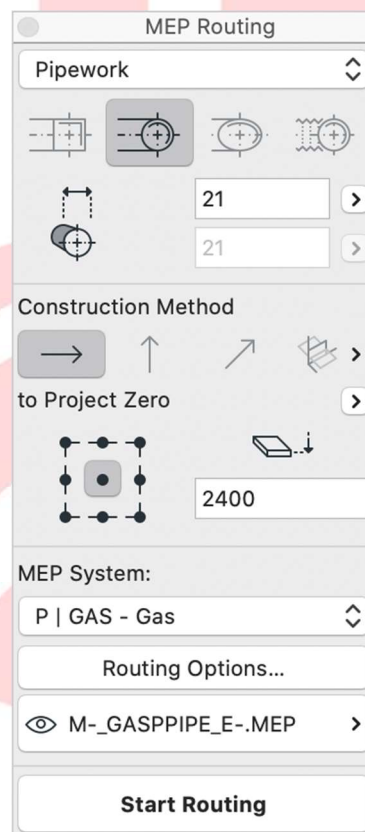 MEP Routing
Pipework
21
21
Construction Method
to Project Zero
2400
MEP System:
P | GAS - Gas
Routing Options...
M-_GASPPIPE_E-.MEP
Start Routing